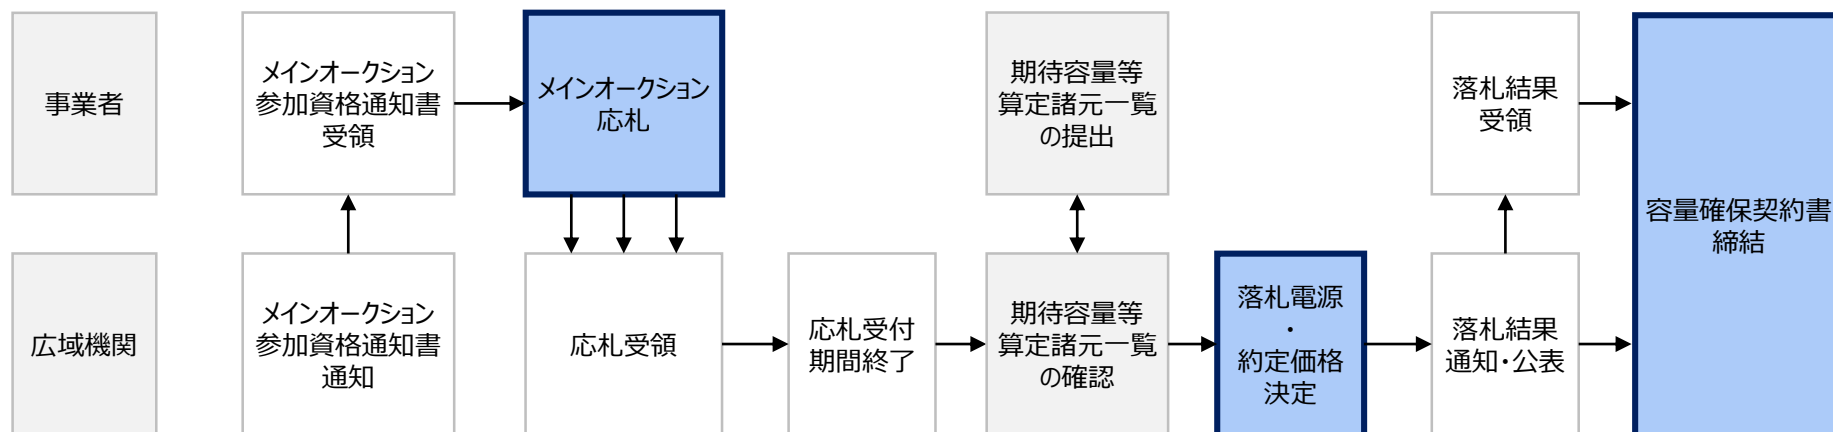 事業者
メインオークション
参加資格通知書
受領
メインオークション
応札
期待容量等
算定諸元一覧
の提出
落札結果
受領
容量確保契約書
締結
広域機関
メインオークション
参加資格通知書
通知
応札受領
応札受付
期間終了
期待容量等
算定諸元一覧
の確認
落札電源
・
約定価格
決定
落札結果
通知・公表